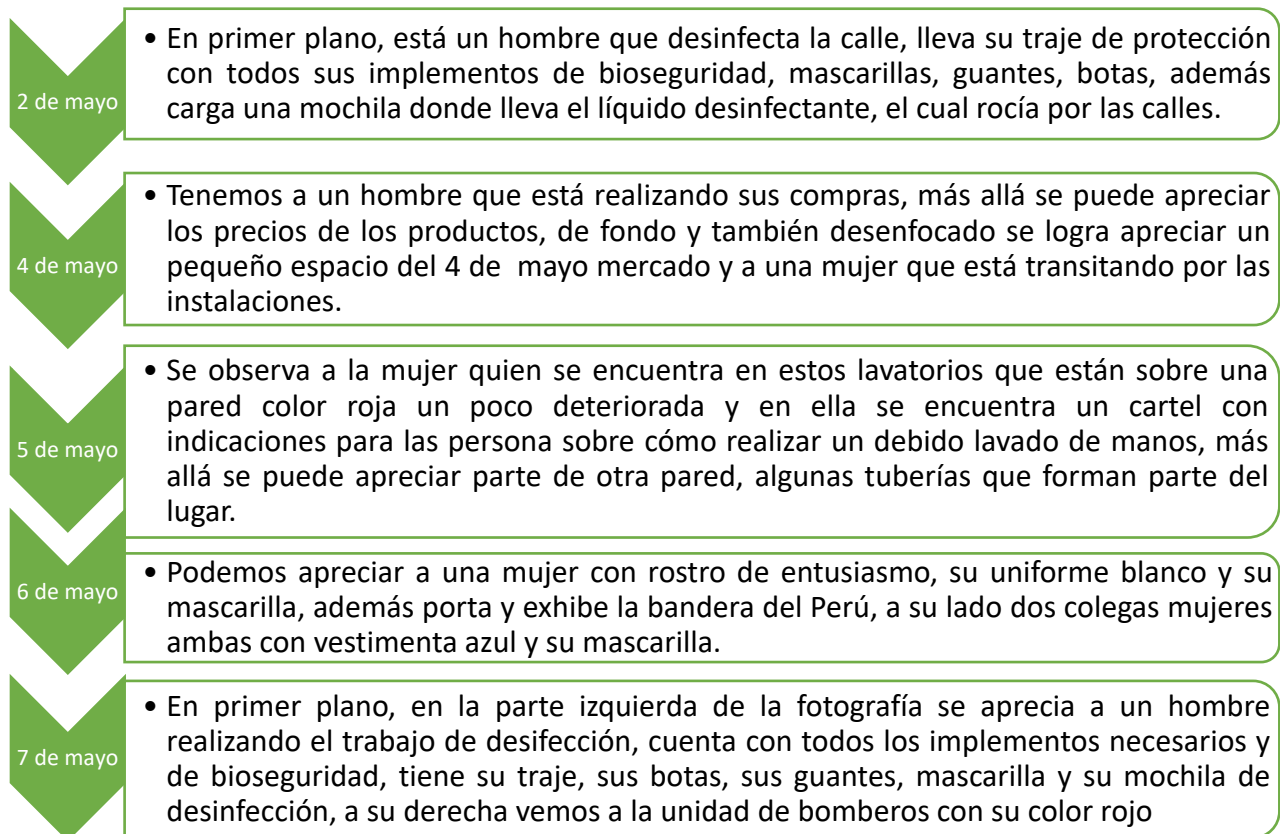 2 de mayo
• En primer plano, está un hombre que desinfecta la calle, lleva su traje de protección
con todos sus implementos de bioseguridad, mascarillas, guantes, botas, además
carga una mochila donde lleva el líquido desinfectante, el cual rocía por las calles.
4 de mayo
• Tenemos a un hombre que está realizando sus compras, más allá se puede apreciar
los precios de los productos, de fondo y también desenfocado se logra apreciar un
pequeño espacio del 4 de mayo mercado y a una mujer que está transitando por las
instalaciones.
5 de mayo
• Se observa a la mujer quien se encuentra en estos lavatorios que están sobre una
pared color roja un poco deteriorada y en ella se encuentra un cartel con
indicaciones para las persona sobre cómo realizar un debido lavado de manos, más
allá se puede apreciar parte de otra pared, algunas tuberías que forman parte del
lugar.
6 de mayo
• Podemos apreciar a una mujer con rostro de entusiasmo, su uniforme blanco y su
mascarilla, además porta y exhibe la bandera del Perú, a su lado dos colegas mujeres
ambas con vestimenta azul y su mascarilla.
7 de mayo
• En primer plano, en la parte izquierda de la fotografía se aprecia a un hombre
realizando el trabajo de desifección, cuenta con todos los implementos necesarios y
de bioseguridad, tiene su traje, sus botas, sus guantes, mascarilla y su mochila de
desinfección, a su derecha vemos a la unidad de bomberos con su color rojo